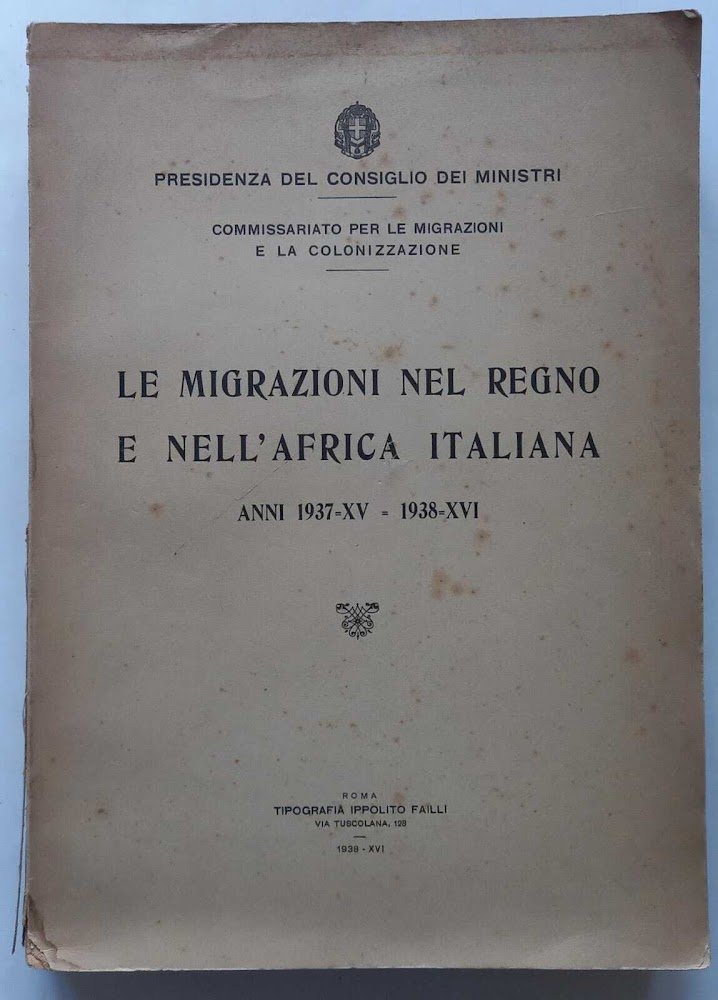 PRESIDENZA DEL CONSIGLIO DEI MINISTRI
COMMISSARIATO PER LE MIGRAZIONI
E LA COLONIZZAZIONE
LE MIGRAZIONI NEL REGNO
E NELL'AFRICA ITALIANA
ANNI 1937=XV = 1938=XVI
ROMA
TIPOGRAFIA IPPOLITO FAILLI
VIA TUSCOLANA, 128
1938 - XVI